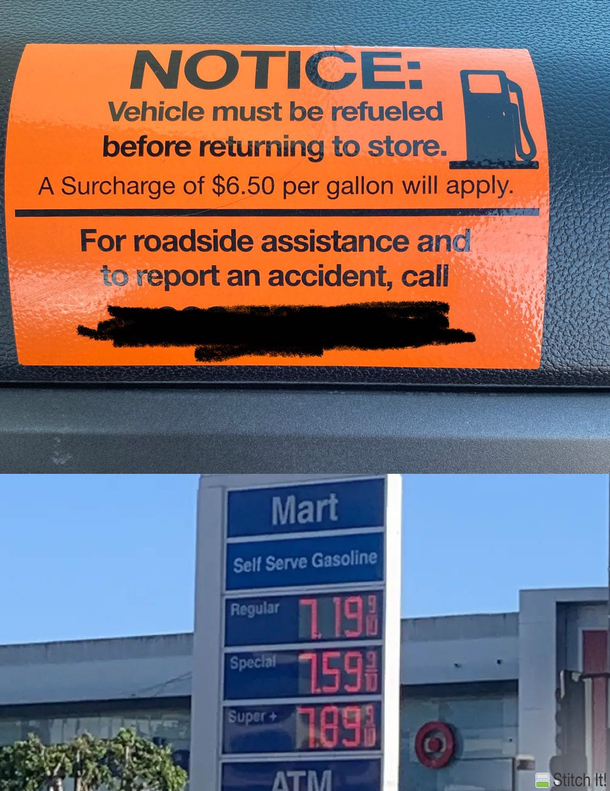 NOTICE:
Vehicle must be refueled
before returning to store.
A Surcharge of $6.50 per gallon will apply.
For roadside assistance and
to report an accident, call
Mart
Self Serve Gasoline
Regular 7.19 9/10
Special 7.59 9/10
Super+ 7.89 9/10
ATM
Stitch It!